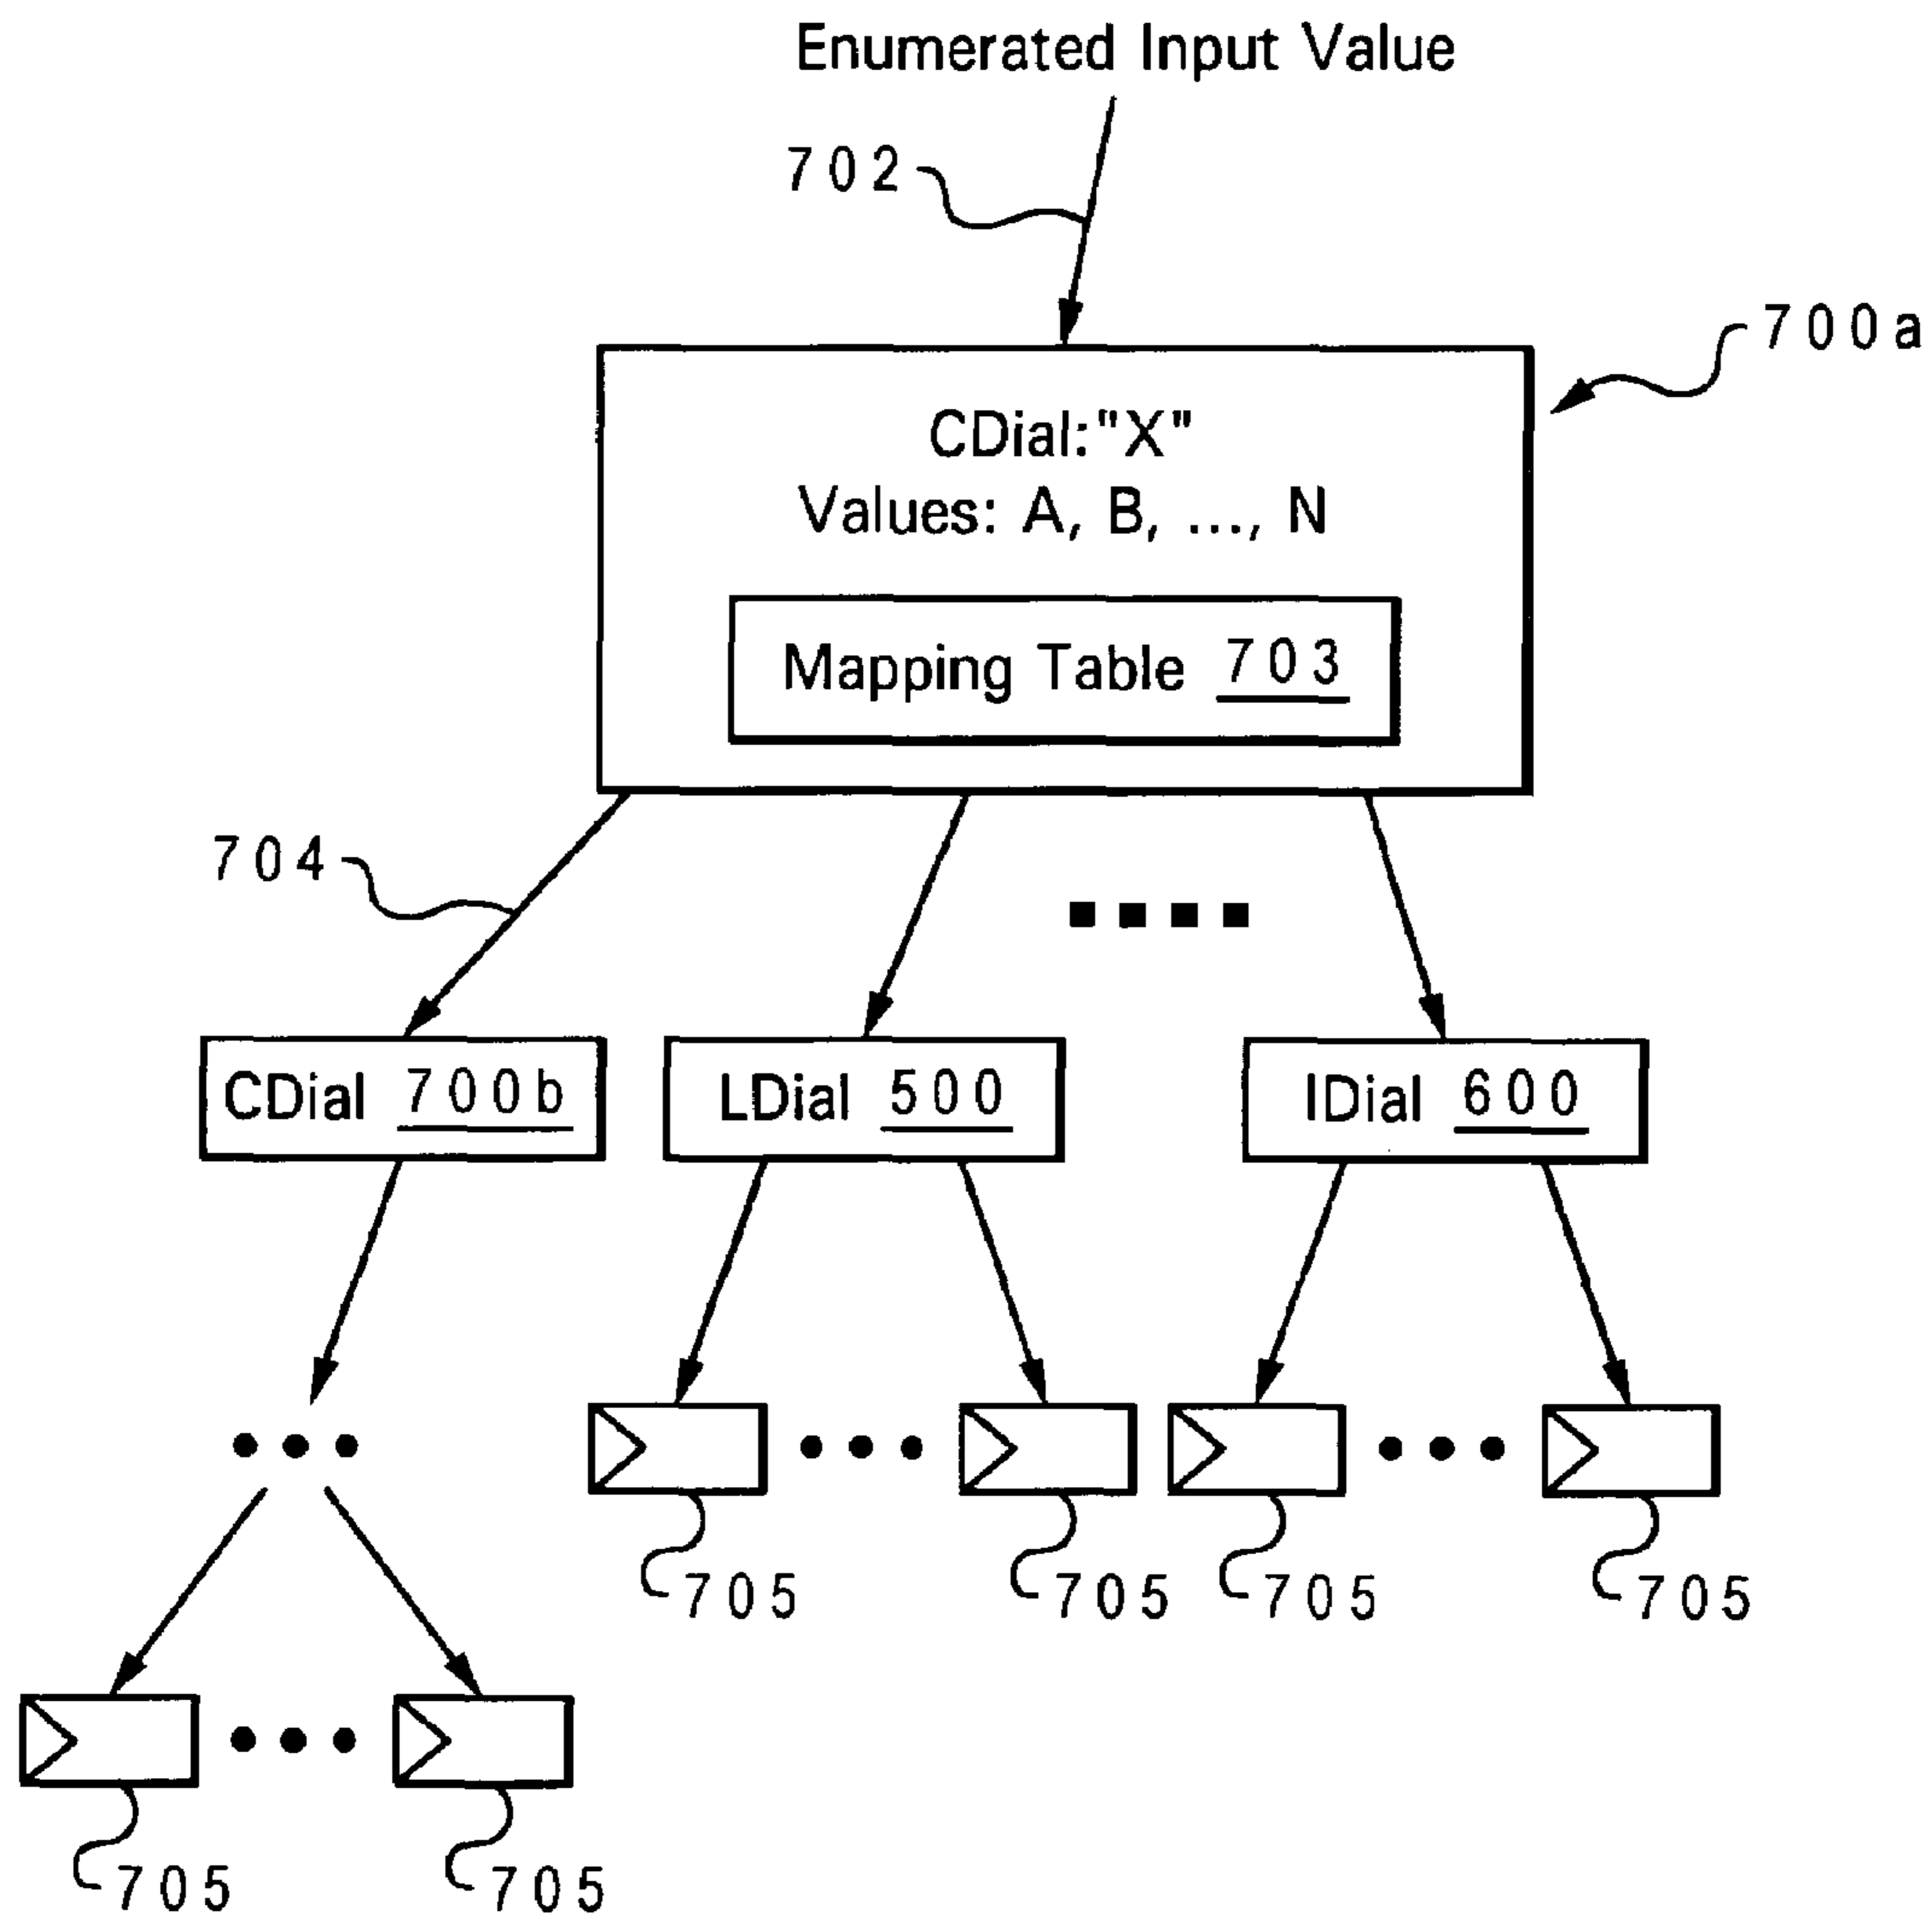 Enumerated Input Value
702
700a
CDial:"X"
Values: A, B, ..., N
Mapping Table 703
704
CDial 700b
LDial 500
IDial 600
705
705
705
705
705
705